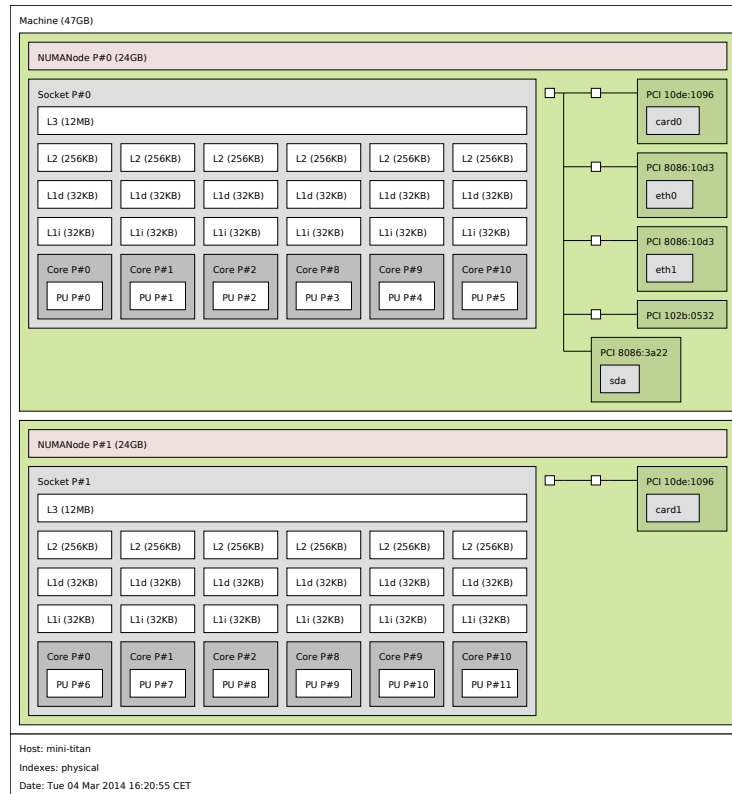 Machine (47GB)
NUMANode P#0 (24GB)
Socket P#0
L3 (12MB)
L2 (256KB) L2 (256KB) L2 (256KB) L2 (256KB) L2 (256KB) L2 (256KB)
L1d (32KB) L1d (32KB) L1d (32KB) L1d (32KB) L1d (32KB) L1d (32KB)
L1i (32KB) L1i (32KB) L1i (32KB) L1i (32KB) L1i (32KB) L1i (32KB)
Core P#0 Core P#1 Core P#2 Core P#8 Core P#9 Core P#10
PU P#0 PU P#1 PU P#2 PU P#3 PU P#4 PU P#5
PCI 10de:1096
card0
PCI 8086:10d3
eth0
PCI 8086:10d3
eth1
PCI 102b:0532
PCI 8086:3a22
sda
NUMANode P#1 (24GB)
Socket P#1
L3 (12MB)
L2 (256KB) L2 (256KB) L2 (256KB) L2 (256KB) L2 (256KB) L2 (256KB)
L1d (32KB) L1d (32KB) L1d (32KB) L1d (32KB) L1d (32KB) L1d (32KB)
L1i (32KB) L1i (32KB) L1i (32KB) L1i (32KB) L1i (32KB) L1i (32KB)
Core P#0 Core P#1 Core P#2 Core P#8 Core P#9 Core P#10
PU P#6 PU P#7 PU P#8 PU P#9 PU P#10 PU P#11
PCI 10de:1096
card1
Host: mini-titan
Indexes: physical
Date: Tue 04 Mar 2014 16:20:55 CET